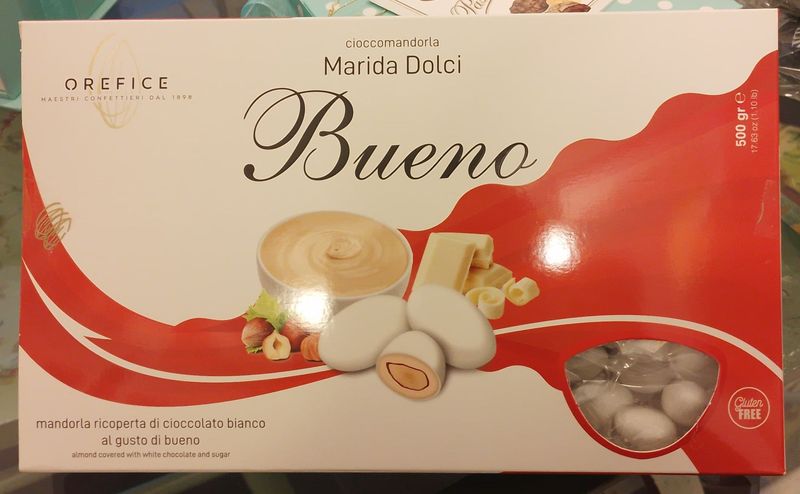 cioccomandorla
Marida Dolci
OREFICE
MAESTRI CONFETTIERI DAL 1898
Bueno
500 gr ℮
17.63 oz (1.10 lb)
mandorla ricoperta di cioccolato bianco
al gusto di bueno
almond covered with white chocolate and sugar
Gluten
FREE